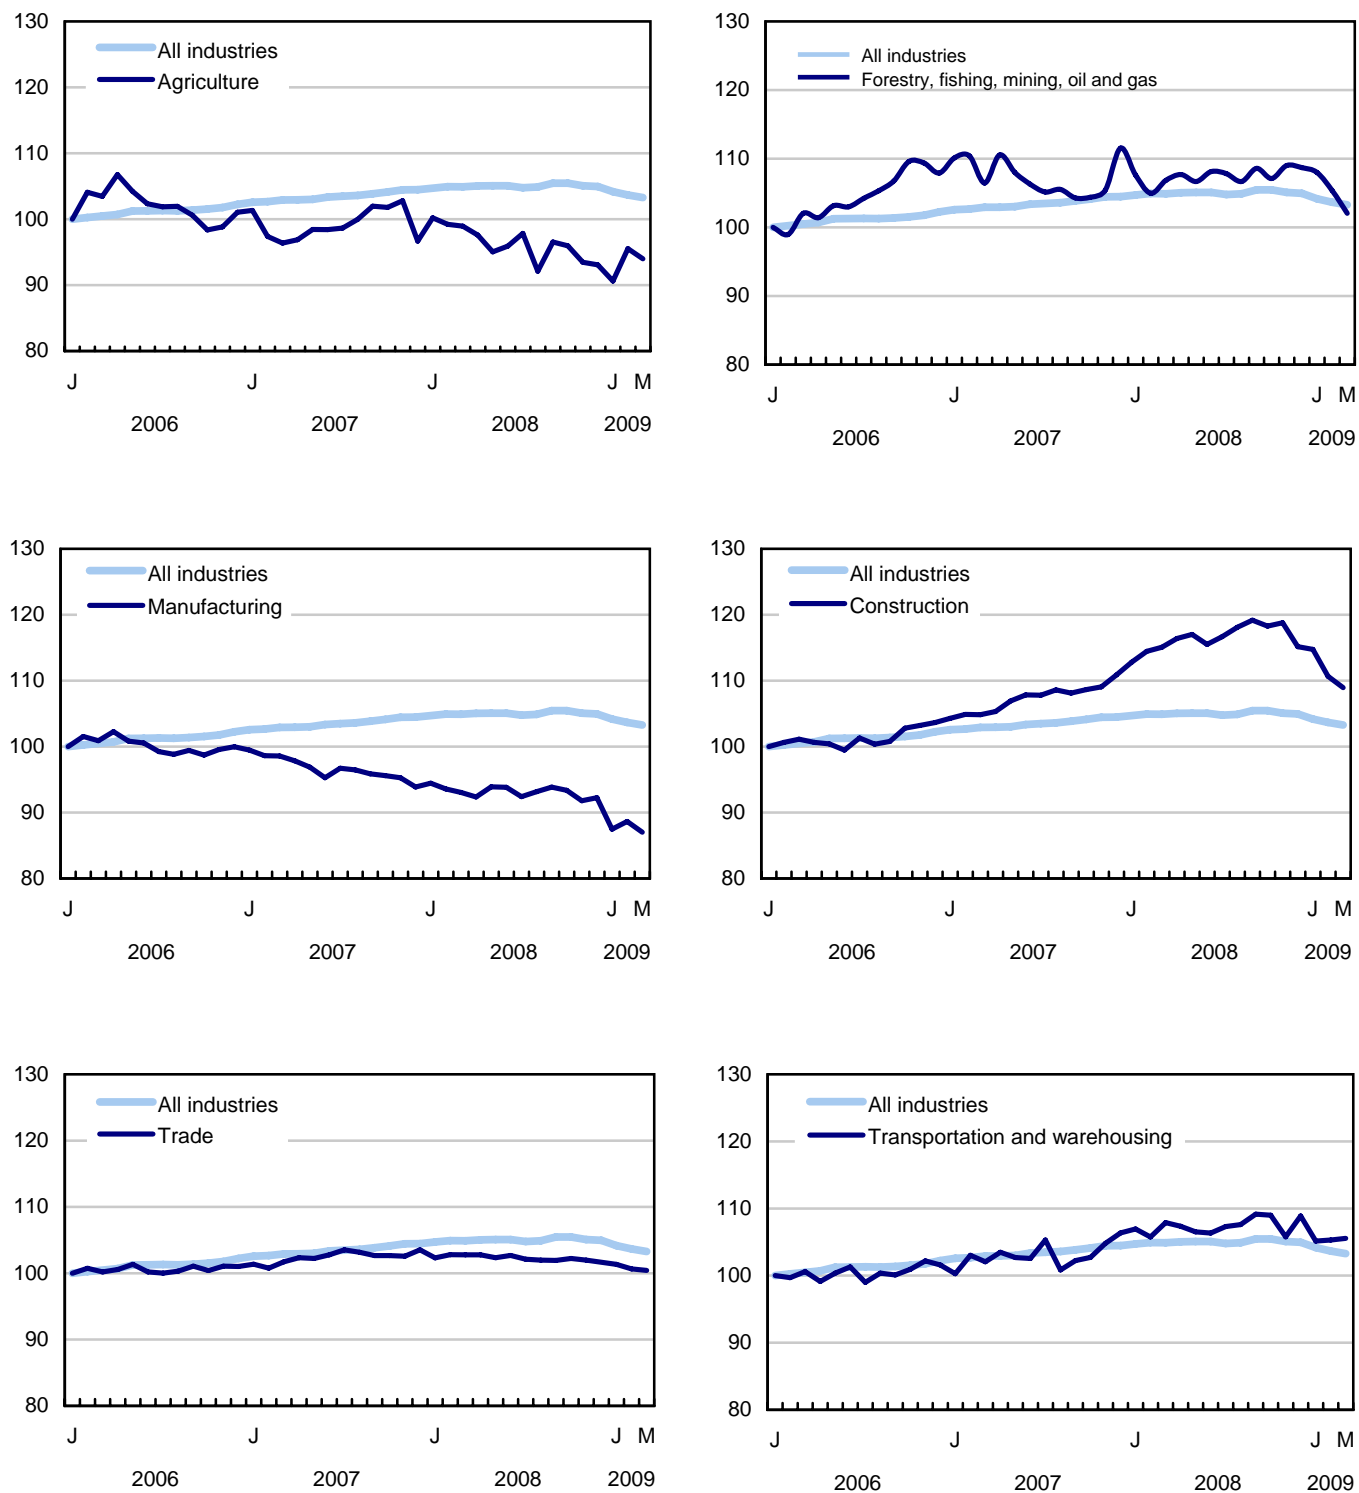 130
120
110
100
90
80
All industries
Agriculture
J J J J M
2006 2007 2008 2009
130
120
110
100
90
80
All industries
Forestry, fishing, mining, oil and gas
J J J J M
2006 2007 2008 2009
130
120
110
100
90
80
All industries
Manufacturing
J J J J M
2006 2007 2008 2009
130
120
110
100
90
80
All industries
Construction
J J J J M
2006 2007 2008 2009
130
120
110
100
90
80
All industries
Trade
J J J J M
2006 2007 2008 2009
130
120
110
100
90
80
All industries
Transportation and warehousing
J J J J M
2006 2007 2008 2009